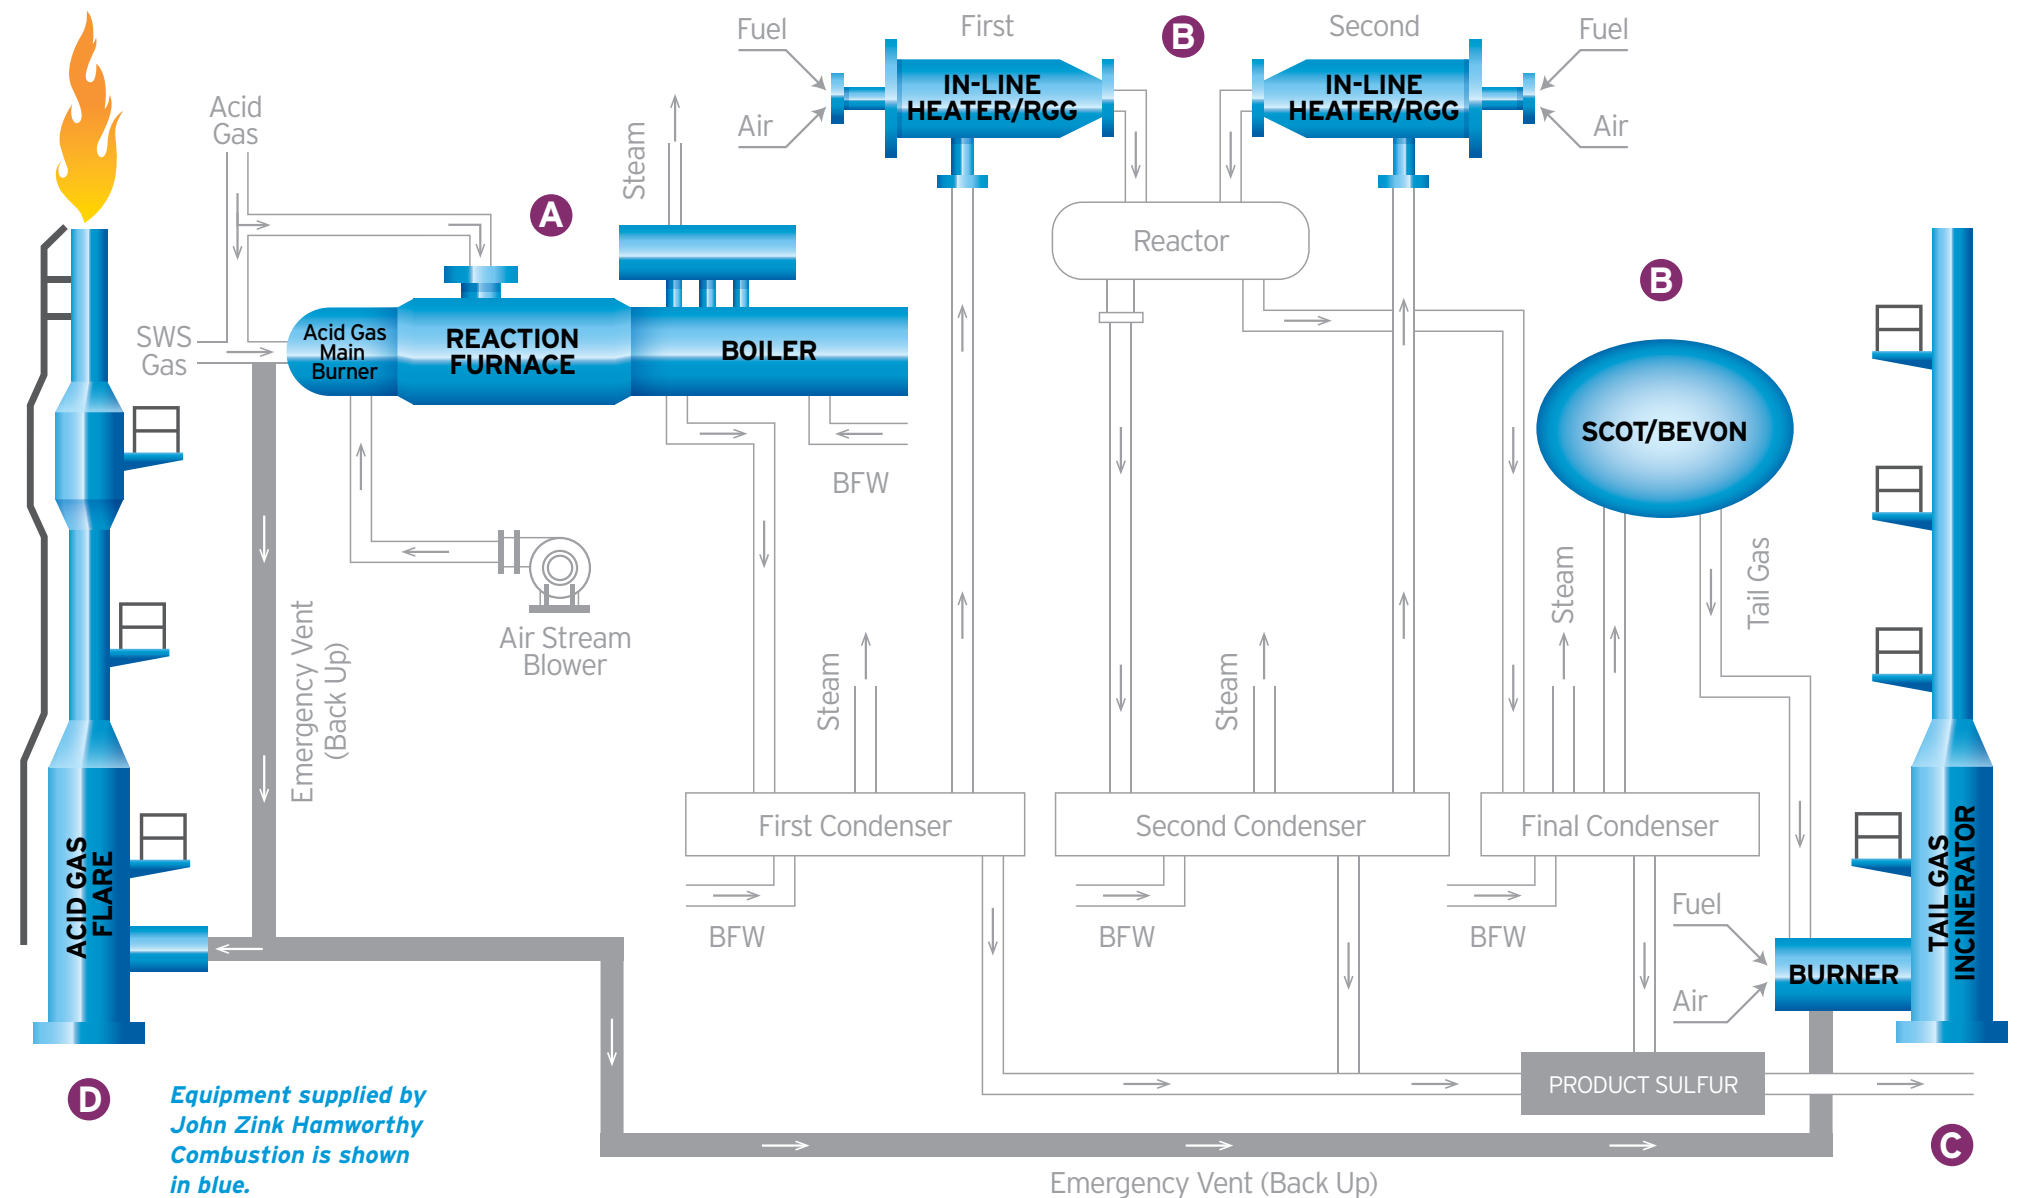 Fuel
First
B
Second
Fuel
IN-LINE
HEATER/RGG
IN-LINE
HEATER/RGG
Air
Air
Acid
Gas
Steam
A
Reactor
B
SWS
Gas
Acid Gas
Main
Burner
REACTION
FURNACE
BOILER
SCOT/BEVON
BFW
Air Stream
Blower
Emergency Vent
(Back Up)
Steam
Steam
Steam
Tail Gas
First Condenser
Second Condenser
Final Condenser
ACID GAS
FLARE
TAIL GAS
INCINERATOR
BFW
BFW
BFW
Fuel
BURNER
Air
PRODUCT SULFUR
D
Equipment supplied by
John Zink Hamworthy
Combustion is shown
in blue.
C
Emergency Vent (Back Up)